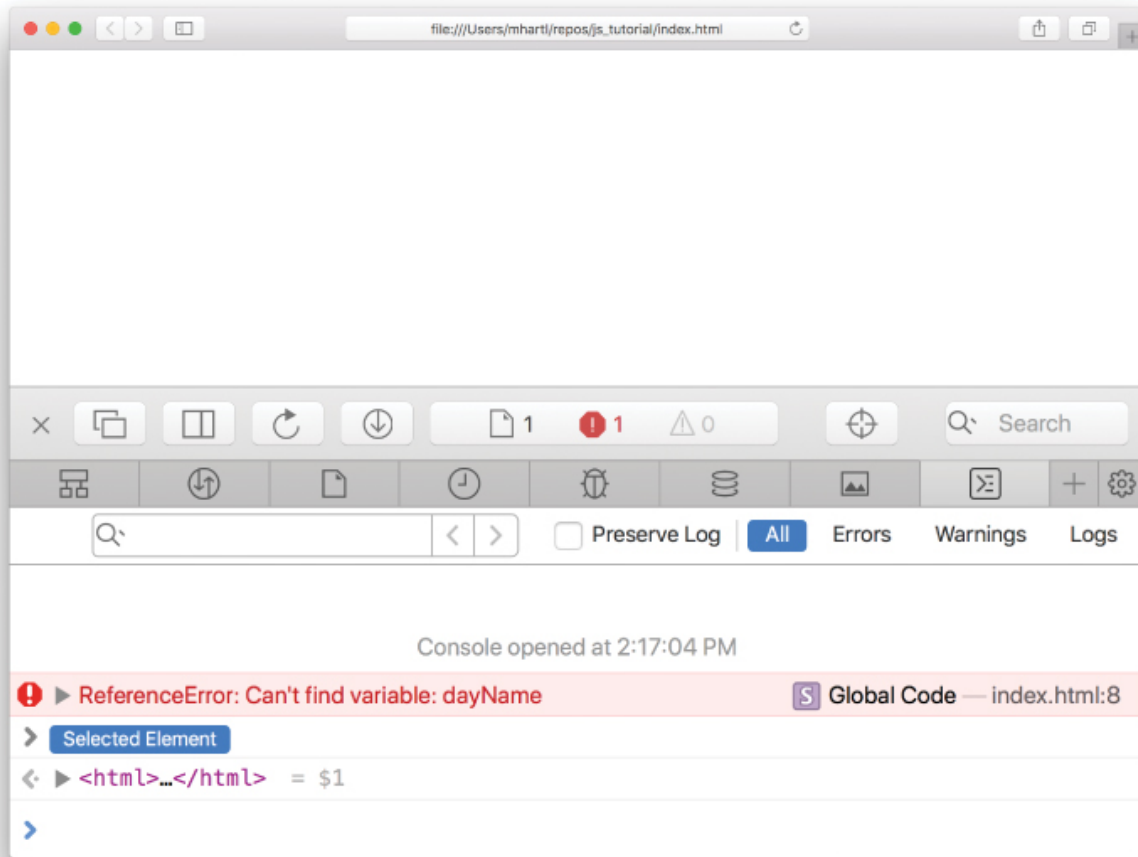 file:///Users/mhartl/repos/js_tutorial/index.html
1 1 0 Search
Preserve Log All Errors Warnings Logs
Console opened at 2:17:04 PM
ReferenceError: Can't find variable: dayName S Global Code — index.html:8
Selected Element
<html>…</html> = $1